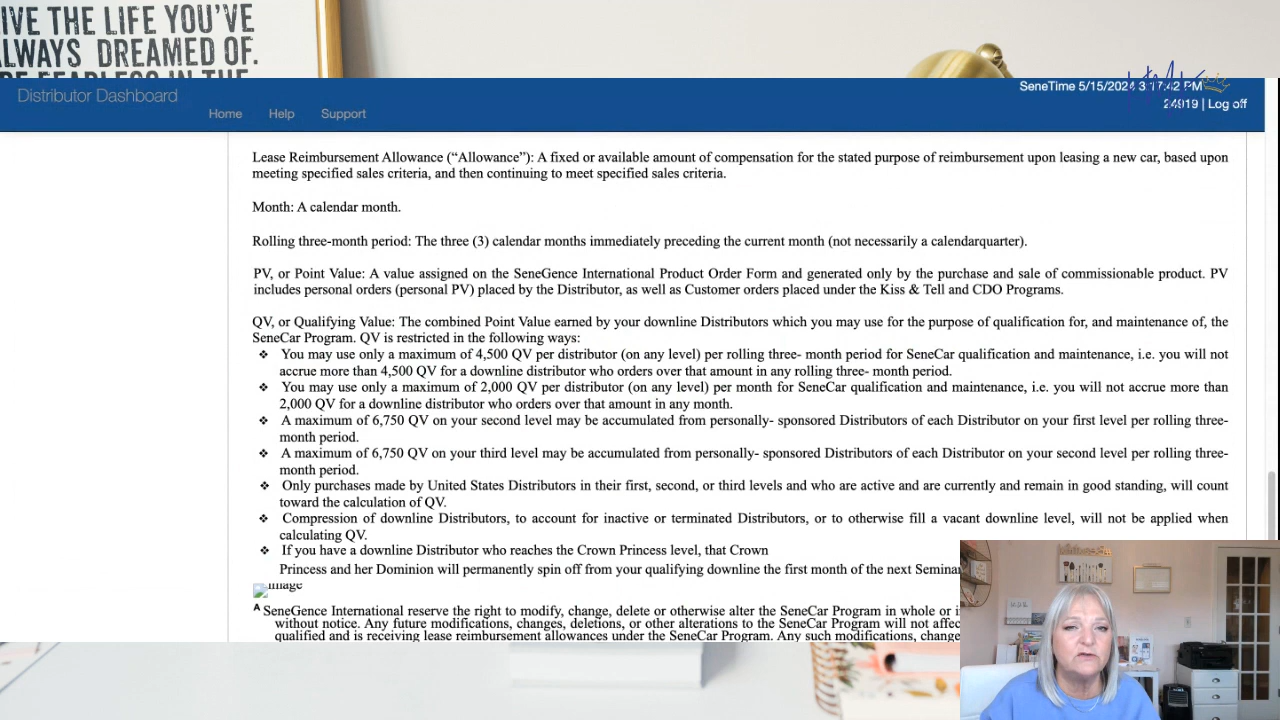 IVE THE LIFE YOU'VE
ALWAYS DREAMED OF.
BE FEARLESS IN THE
Distributor Dashboard
SeneTime 5/15/2024 3:17:42 PM
24919 | Log off
Home Help Support
Lease Reimbursement Allowance (“Allowance”): A fixed or available amount of compensation for the stated purpose of reimbursement upon leasing a new car, based upon
meeting specified sales criteria, and then continuing to meet specified sales criteria.
Month: A calendar month.
Rolling three-month period: The three (3) calendar months immediately preceding the current month (not necessarily a calendarquarter).
PV, or Point Value: A value assigned on the SeneGence International Product Order Form and generated only by the purchase and sale of commissionable product. PV
includes personal orders (personal PV) placed by the Distributor, as well as Customer orders placed under the Kiss & Tell and CDO Programs.
QV, or Qualifying Value: The combined Point Value earned by your downline Distributors which you may use for the purpose of qualification for, and maintenance of, the
SeneCar Program. QV is restricted in the following ways:
❖ You may use only a maximum of 4,500 QV per distributor (on any level) per rolling three- month period for SeneCar qualification and maintenance, i.e. you will not
accrue more than 4,500 QV for a downline distributor who orders over that amount in any rolling three- month period.
❖ You may use only a maximum of 2,000 QV per distributor (on any level) per month for SeneCar qualification and maintenance, i.e. you will not accrue more than
2,000 QV for a downline distributor who orders over that amount in any month.
❖ A maximum of 6,750 QV on your second level may be accumulated from personally- sponsored Distributors of each Distributor on your first level per rolling three-
month period.
❖ A maximum of 6,750 QV on your third level may be accumulated from personally- sponsored Distributors of each Distributor on your second level per rolling three-
month period.
❖ Only purchases made by United States Distributors in their first, second, or third levels and who are active and are currently and remain in good standing, will count
toward the calculation of QV.
❖ Compression of downline Distributors, to account for inactive or terminated Distributors, or to otherwise fill a vacant downline level, will not be applied when
calculating QV.
❖ If you have a downline Distributor who reaches the Crown Princess level, that Crown
Princess and her Dominion will permanently spin off from your qualifying downline the first month of the next Seminar
image
A SeneGence International reserve the right to modify, change, delete or otherwise alter the SeneCar Program in whole or i
without notice. Any future modifications, changes, deletions, or other alterations to the SeneCar Program will not affec
qualified and is receiving lease reimbursement allowances under the SeneCar Program. Any such modifications, change